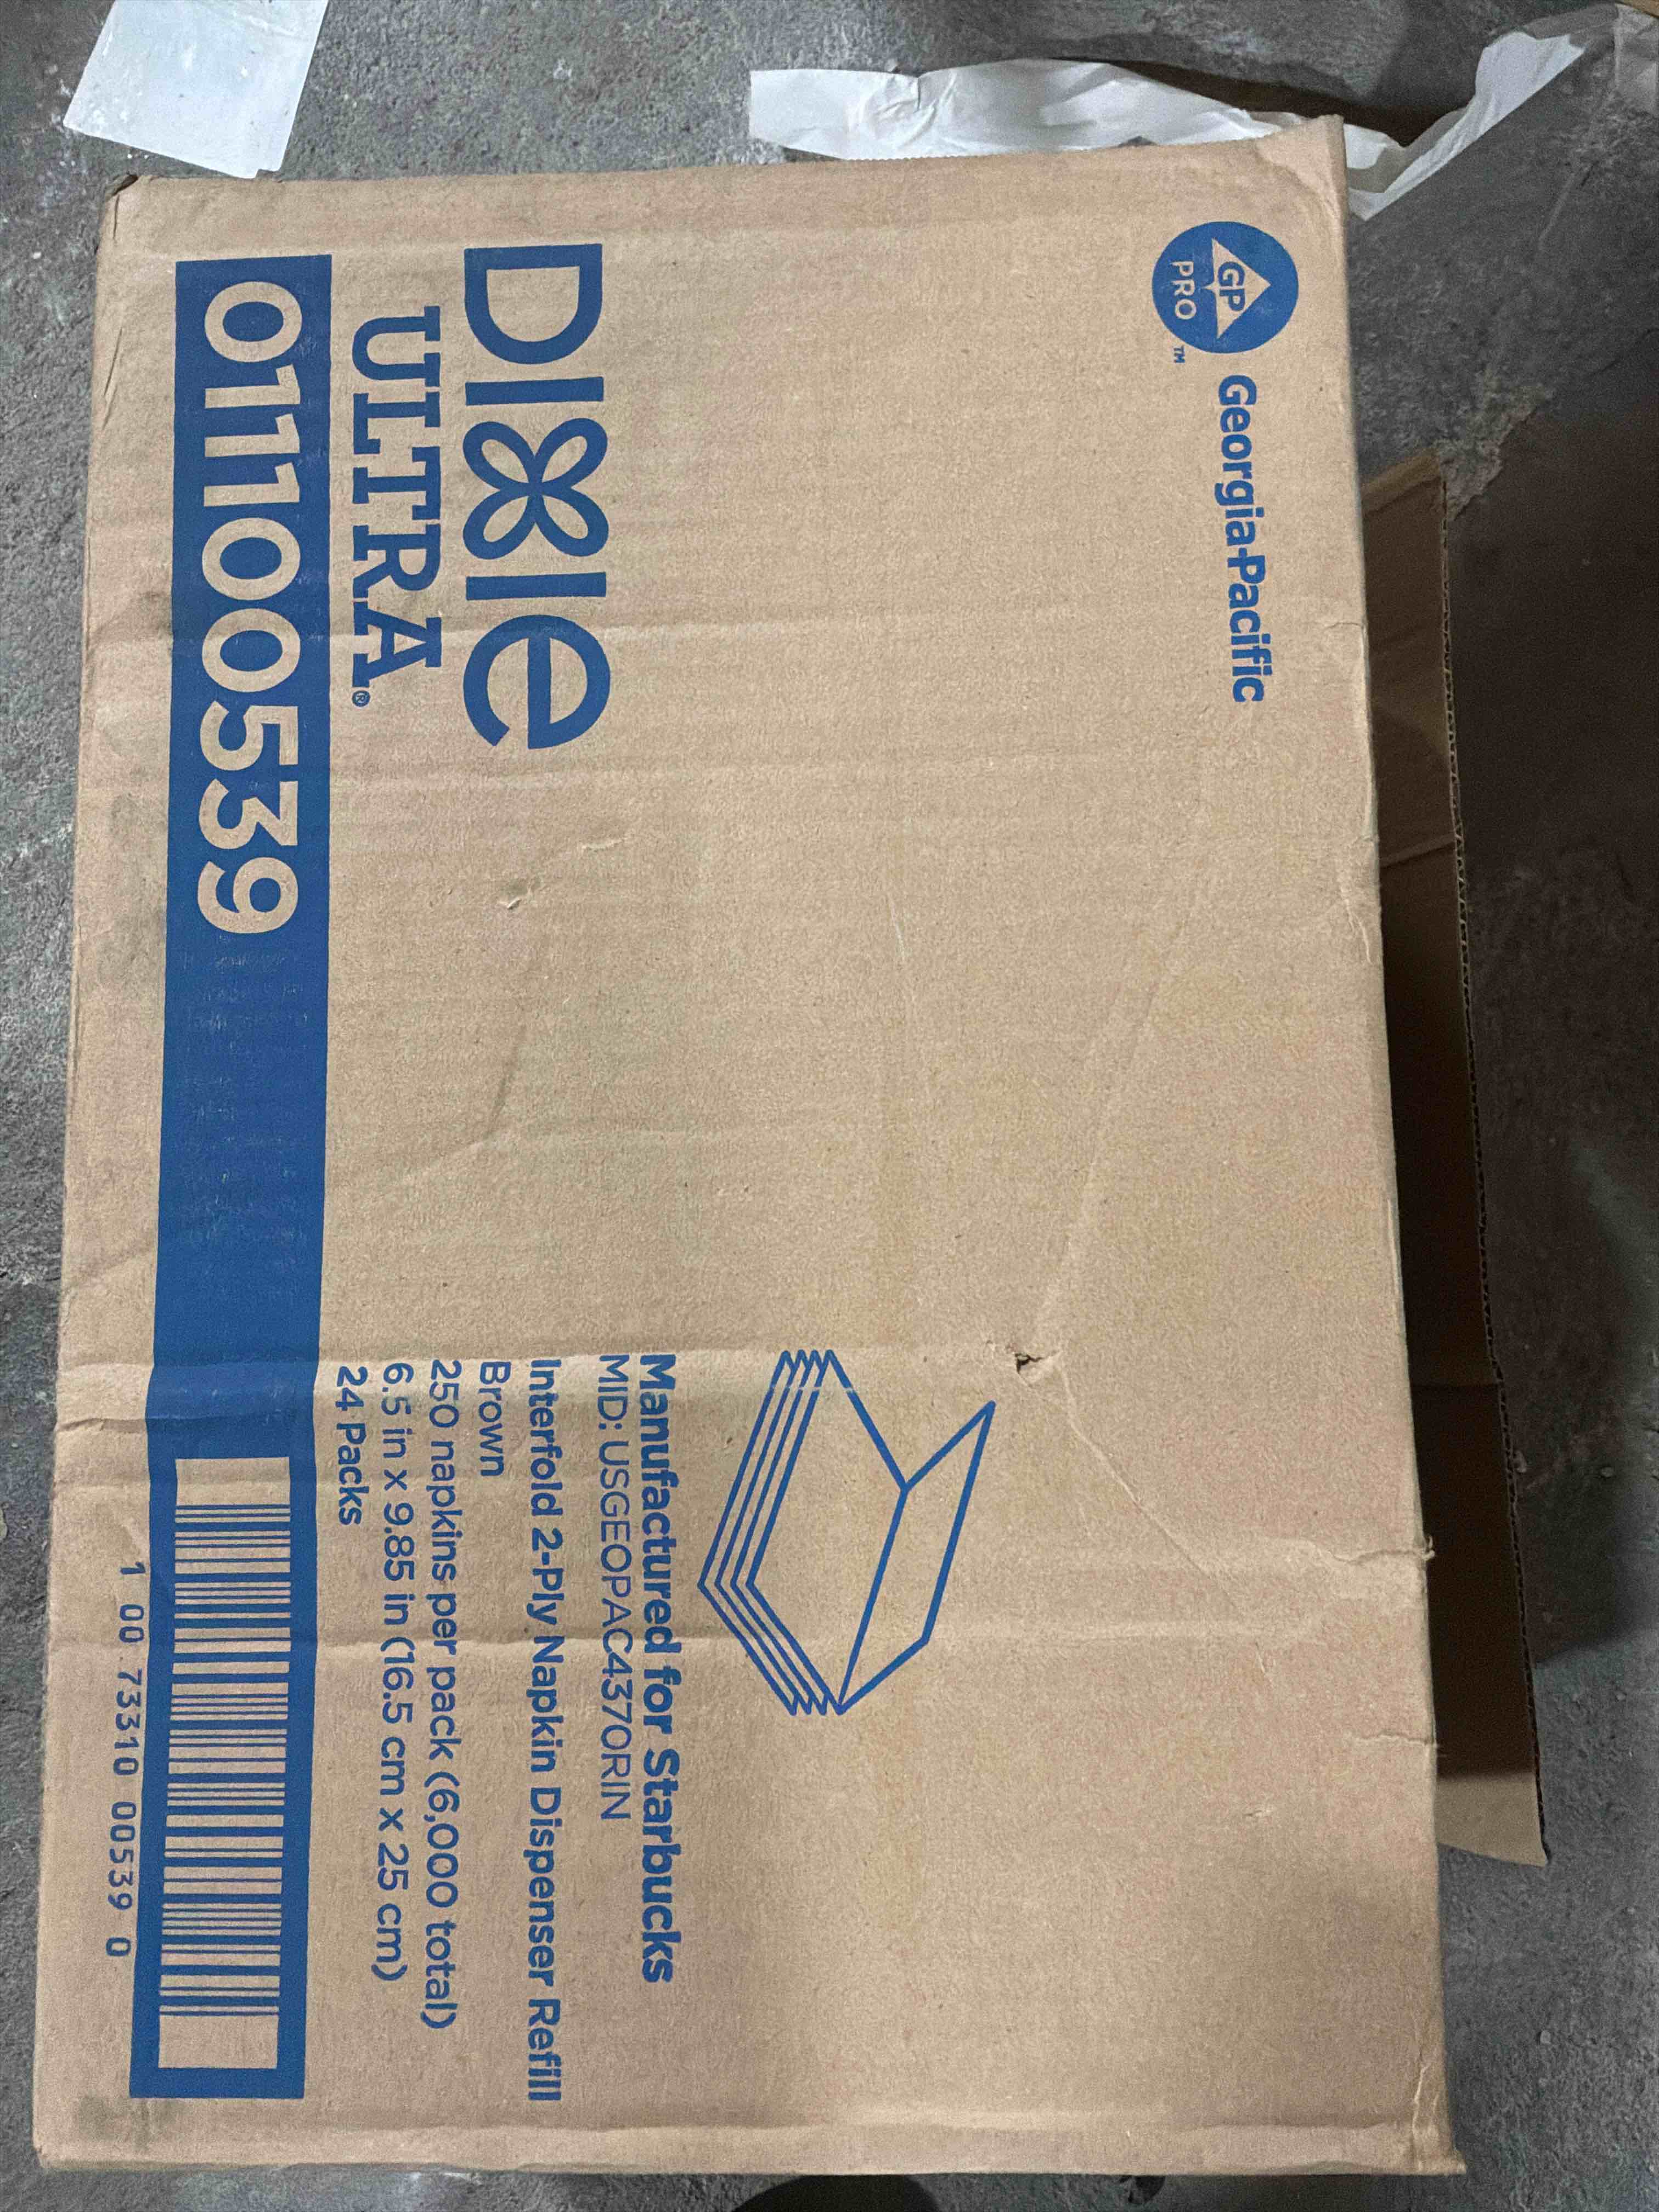 GP
PRO
™
Georgia-Pacific
DIXIE
ULTRA®
011100539
Manufactured for Starbucks
MID: USGEOPAC4370RIN
Interfold 2-Ply Napkin Dispenser Refill
Brown
250 napkins per pack (6,000 total)
6.5 in x 9.85 in (16.5 cm x 25 cm)
24 Packs
1 00 73310 00539 0